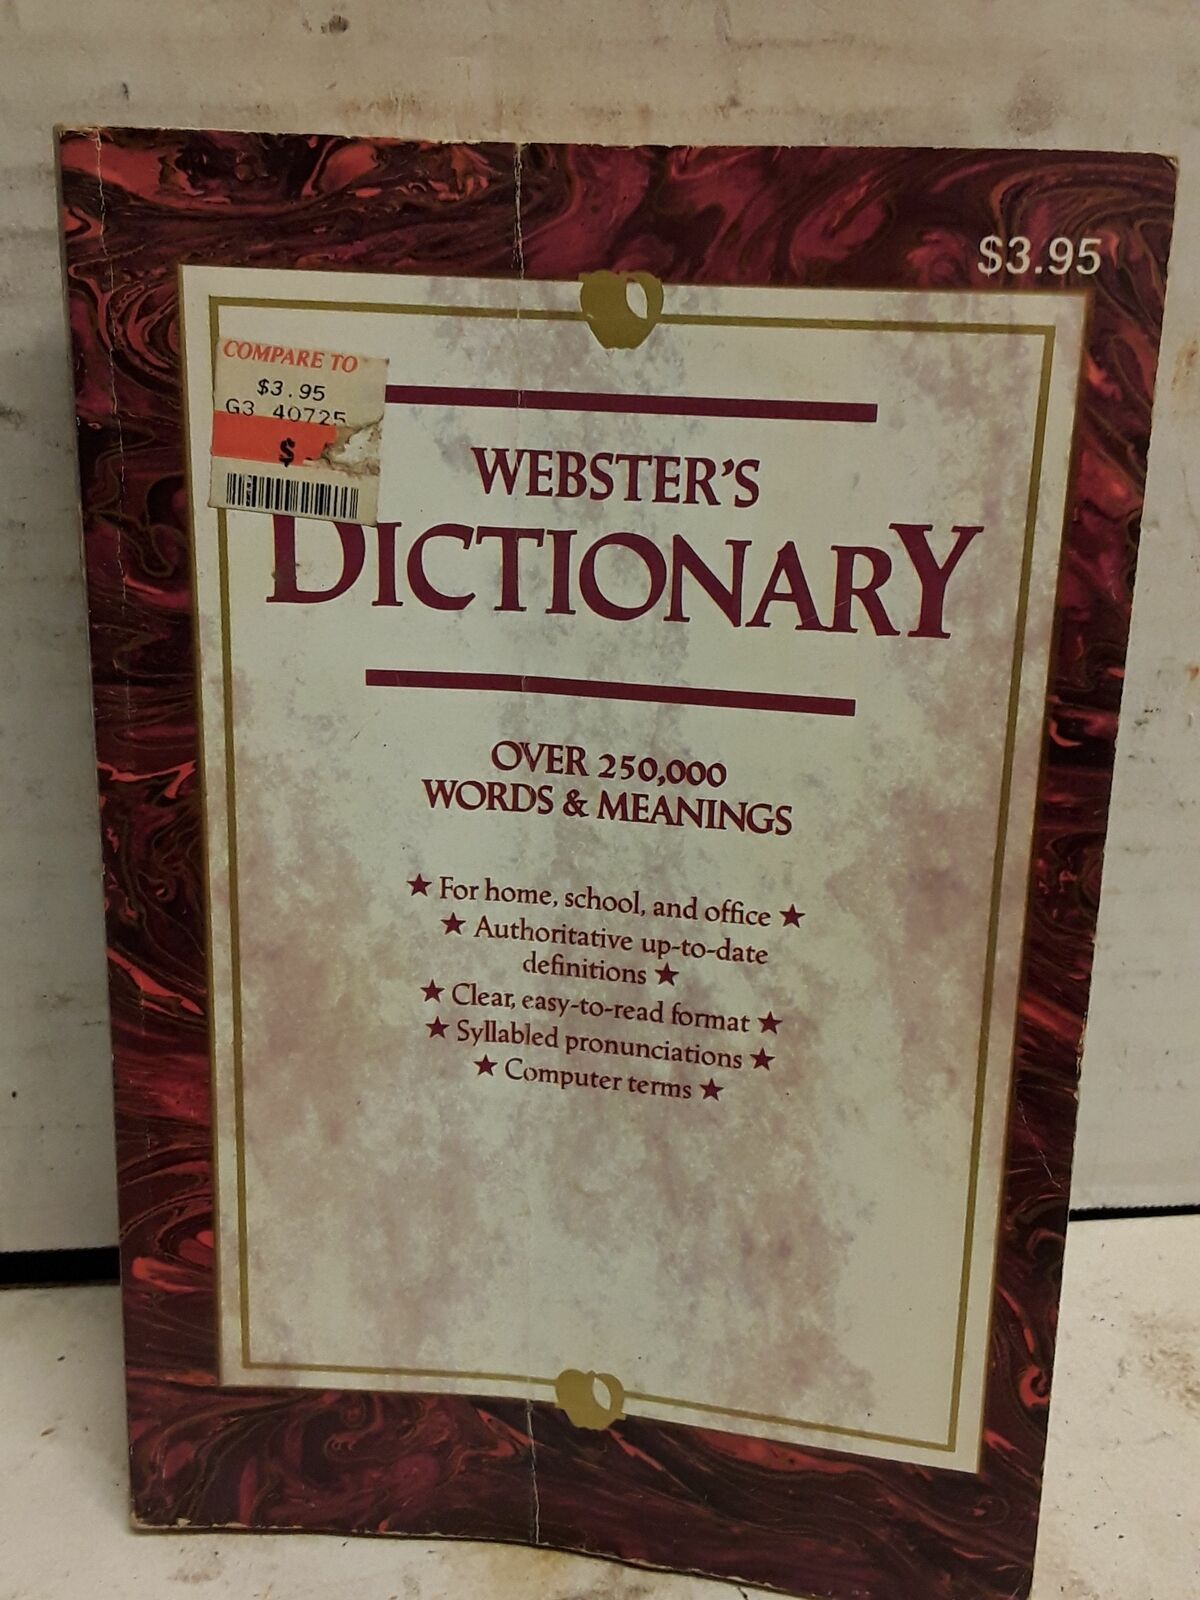 $3.95
COMPARE TO
$3.95
G3 40725
$
WEBSTER'S
DICTIONARY
OVER 250,000
WORDS & MEANINGS
★ For home, school, and office ★
★ Authoritative up-to-date
definitions ★
★ Clear, easy-to-read format ★
★ Syllabled pronunciations ★
★ Computer terms ★